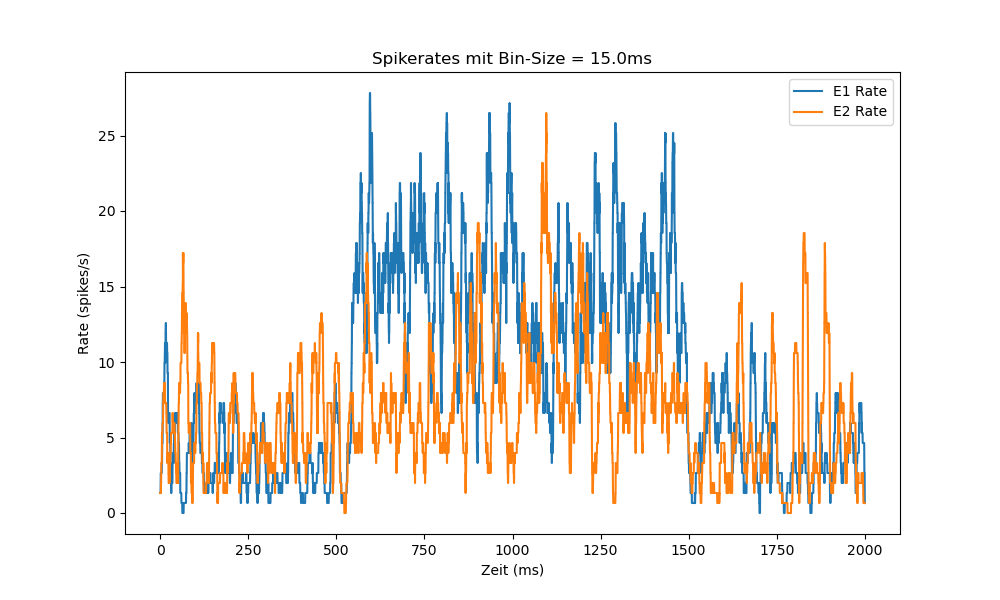 Spikerates mit Bin-Size = 15.0ms
E1 Rate
E2 Rate
25
20
15
10
5
0
Rate (spikes/s)
0 250 500 750 1000 1250 1500 1750 2000
Zeit (ms)